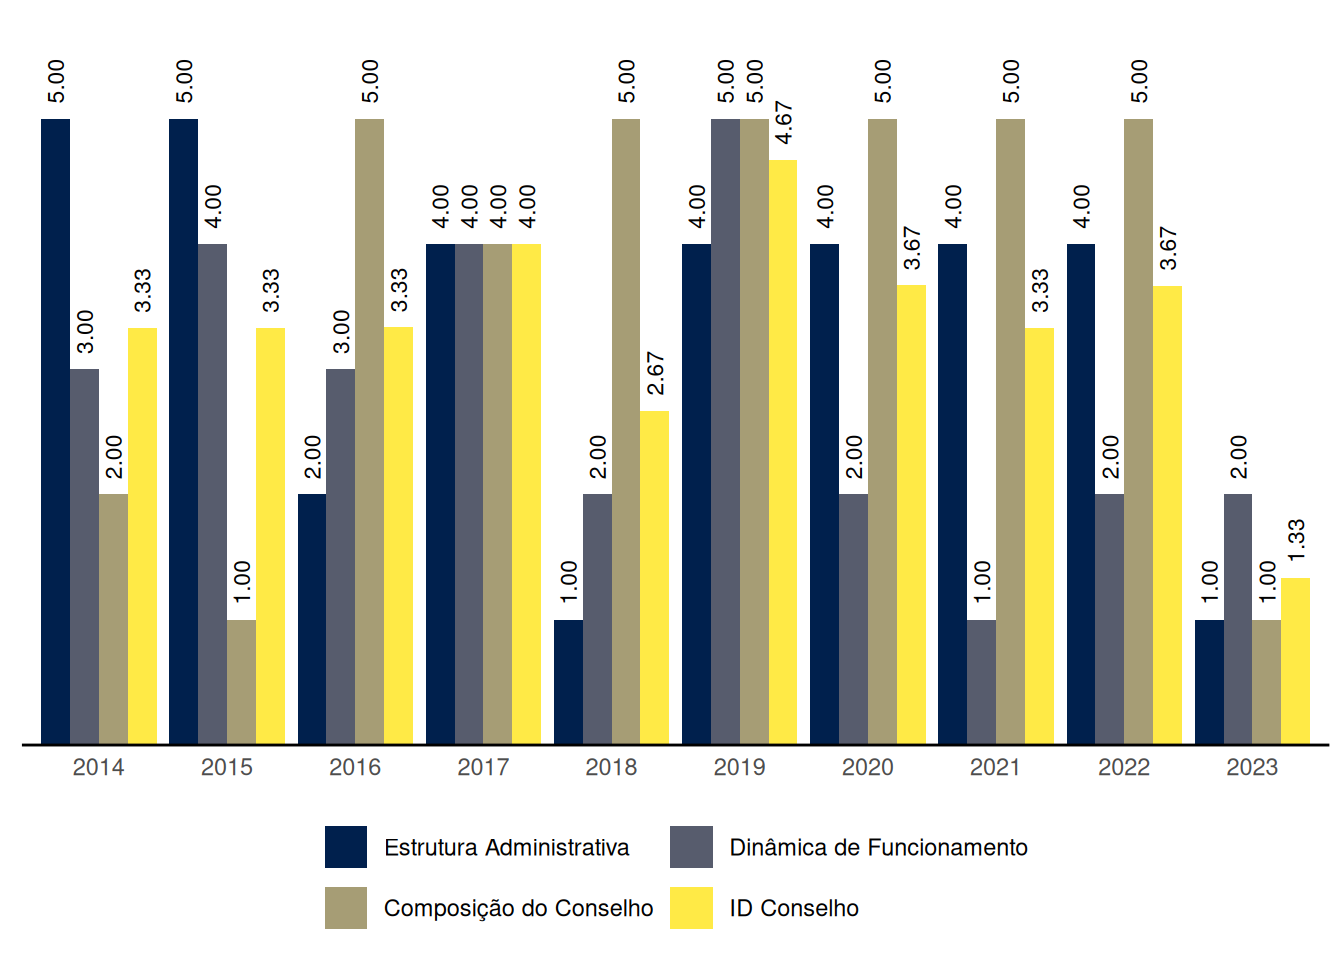 5.00 3.00 2.00 3.33 5.00 4.00 1.00 3.33 2.00 3.00 5.00 3.33 4.00 4.00 4.00 4.00 1.00 2.00 5.00 2.67 4.00 5.00 5.00 4.67 4.00 2.00 5.00 3.67 4.00 1.00 5.00 3.33 4.00 2.00 5.00 3.67 1.00 2.00 1.00 1.33
2014 2015 2016 2017 2018 2019 2020 2021 2022 2023
Estrutura Administrativa Dinâmica de Funcionamento
Composição do Conselho ID Conselho